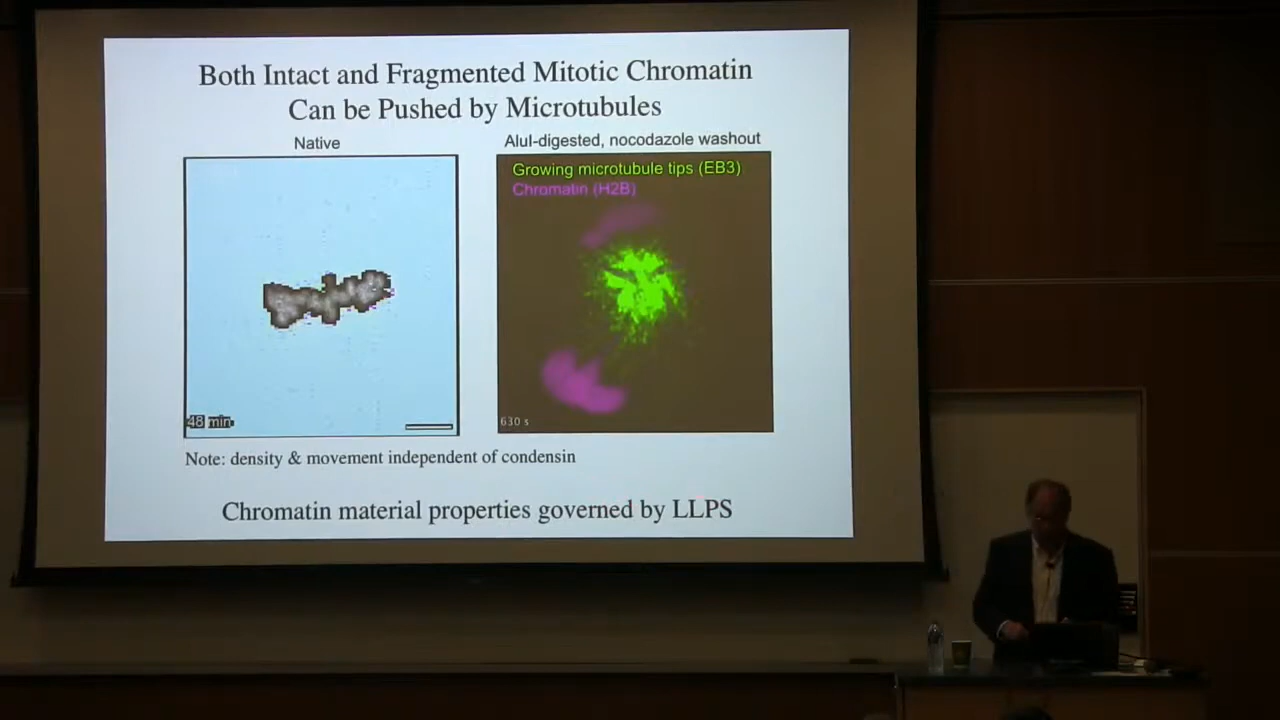 Both Intact and Fragmented Mitotic Chromatin
Can be Pushed by Microtubules
Native
AluI-digested, nocodazole washout
Growing microtubule tips (EB3)
Chromatin (H2B)
48 min
630 s
Note: density & movement independent of condensin
Chromatin material properties governed by LLPS